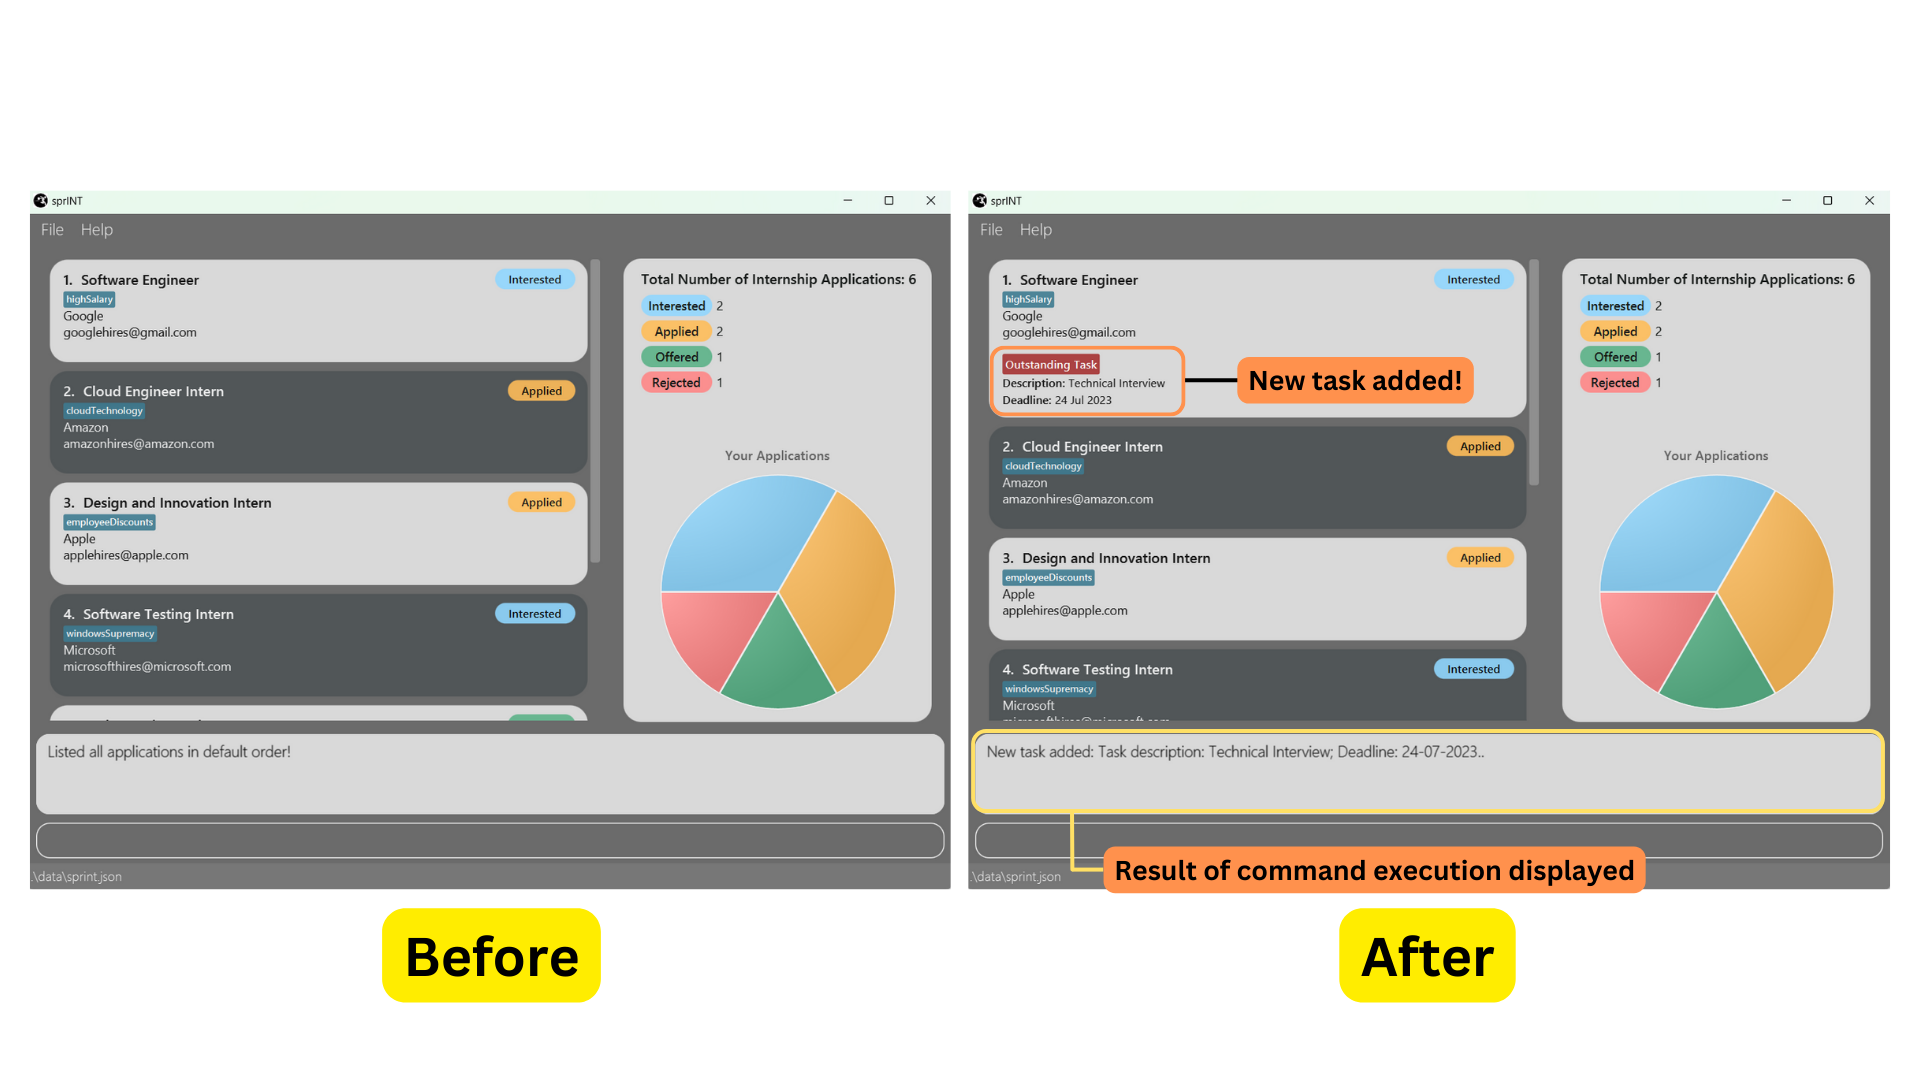 sprINT
File Help
1. Software Engineer
Interested
highSalary
Google
googlehires@gmail.com
2. Cloud Engineer Intern
Applied
cloudTechnology
Amazon
amazonhires@amazon.com
3. Design and Innovation Intern
Applied
employeeDiscounts
Apple
applehires@apple.com
4. Software Testing Intern
Interested
windowsSupremacy
Microsoft
microsofthires@microsoft.com
Total Number of Internship Applications: 6
Interested 2
Applied 2
Offered 1
Rejected 1
Your Applications
Listed all applications in default order!
.\data\sprint.json
Before
sprINT
File Help
1. Software Engineer
Interested
highSalary
Google
googlehires@gmail.com
Outstanding Task
Description: Technical Interview
Deadline: 24 Jul 2023
New task added!
2. Cloud Engineer Intern
Applied
cloudTechnology
Amazon
amazonhires@amazon.com
3. Design and Innovation Intern
Applied
employeeDiscounts
Apple
applehires@apple.com
4. Software Testing Intern
Interested
windowsSupremacy
Microsoft
Total Number of Internship Applications: 6
Interested 2
Applied 2
Offered 1
Rejected 1
Your Applications
New task added: Task description: Technical Interview; Deadline: 24-07-2023..
Result of command execution displayed
.\data\sprint.json
After